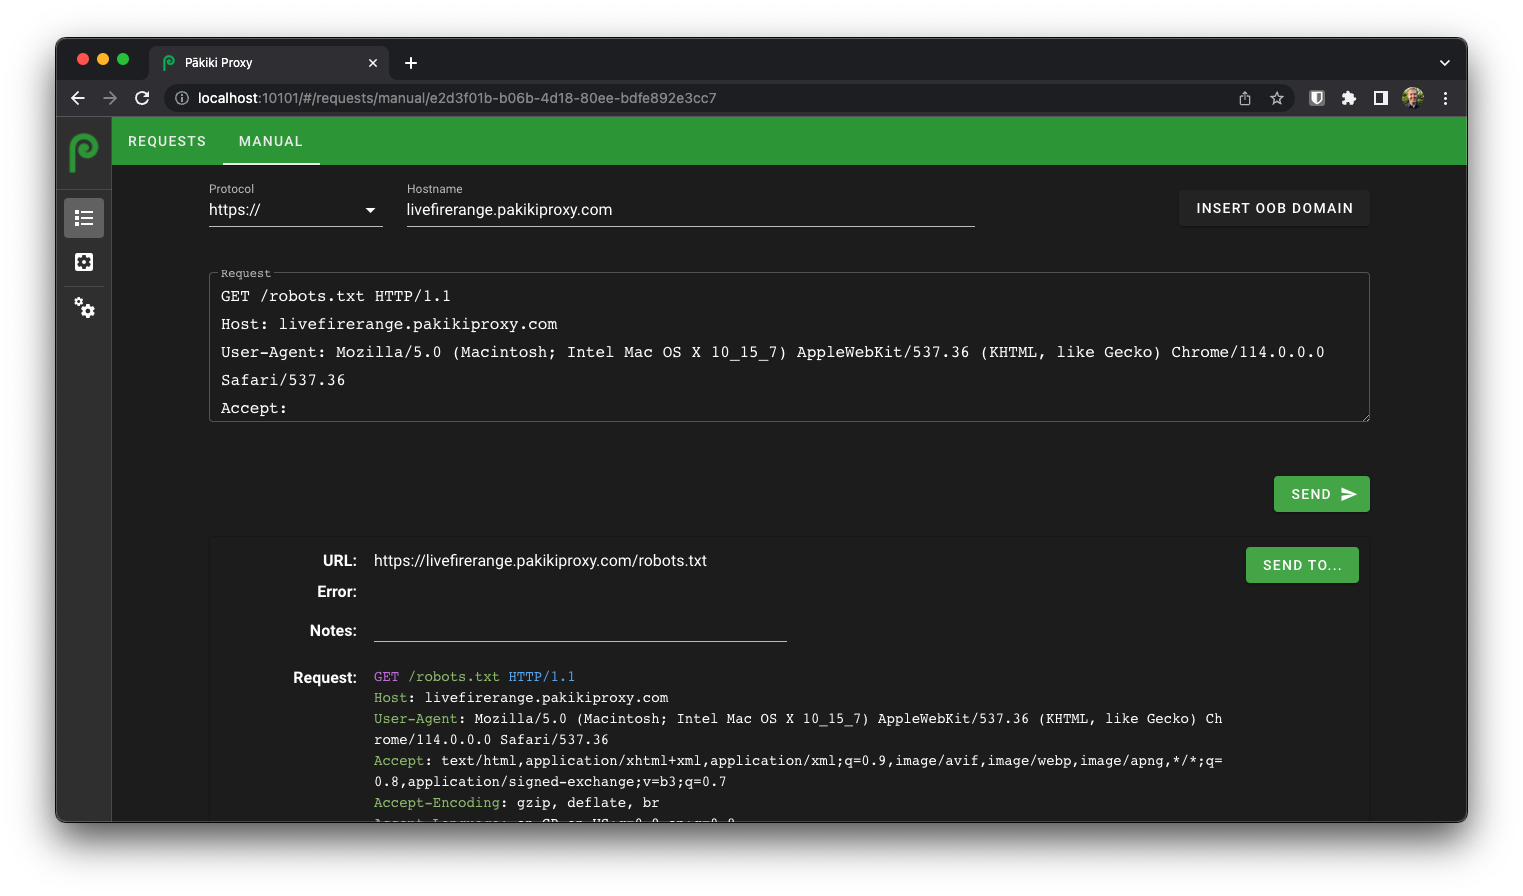 Pākiki Proxy
localhost:10101/#/requests/manual/e2d3f01b-b06b-4d18-80ee-bdfe892e3cc7
REQUESTS MANUAL
Protocol
https://
Hostname
livefirerange.pakikiproxy.com
INSERT OOB DOMAIN
Request
GET /robots.txt HTTP/1.1
Host: livefirerange.pakikiproxy.com
User-Agent: Mozilla/5.0 (Macintosh; Intel Mac OS X 10_15_7) AppleWebKit/537.36 (KHTML, like Gecko) Chrome/114.0.0.0
Safari/537.36
Accept:
SEND
URL: https://livefirerange.pakikiproxy.com/robots.txt
SEND TO...
Error:
Notes:
Request: GET /robots.txt HTTP/1.1
Host: livefirerange.pakikiproxy.com
User-Agent: Mozilla/5.0 (Macintosh; Intel Mac OS X 10_15_7) AppleWebKit/537.36 (KHTML, like Gecko) Ch
rome/114.0.0.0 Safari/537.36
Accept: text/html,application/xhtml+xml,application/xml;q=0.9,image/avif,image/webp,image/apng,*/*;q=
0.8,application/signed-exchange;v=b3;q=0.7
Accept-Encoding: gzip, deflate, br